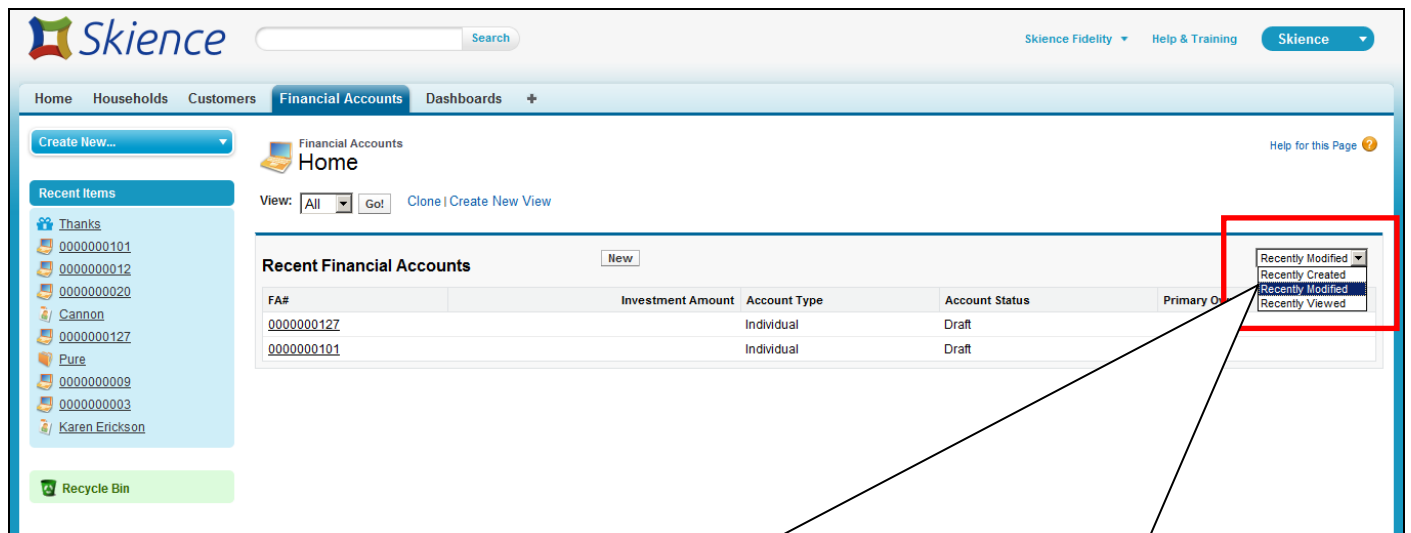 Skience
Search
Skience Fidelity
Help & Training
Skience
Home Households Customers Financial Accounts Dashboards +
Create New...
Recent Items
Thanks
0000000101
0000000012
0000000020
Cannon
0000000127
Pure
0000000009
0000000003
Karen Erickson
Recycle Bin
Financial Accounts
Home
Help for this Page ?
View: All Go! Clone | Create New View
Recent Financial Accounts
New
Recently Modified
Recently Created
Recently Modified
Recently Viewed
FA# Investment Amount Account Type Account Status Primary
0000000127 Individual Draft
0000000101 Individual Draft